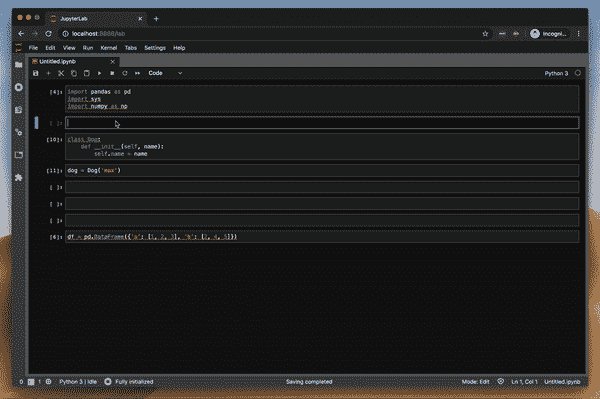 JupyterLab
localhost:8888/lab
Incogni...
File Edit View Run Kernel Tabs Settings Help
Untitled.ipynb
Code
Python 3
[4]: import pandas as pd
import sys
import numpy as np
[ ]:
[10]: class Dog:
def __init__(self, name):
self.name = name
[11]: dog = Dog('max')
[ ]:
[ ]:
[ ]:
[6]: df = pd.DataFrame({'a': [1, 2, 3], 'b': [2, 4, 5]})
0 1 Python 3 | Idle Fully initialized Saving completed Mode: Edit Ln 1, Col 1 Untitled.ipynb